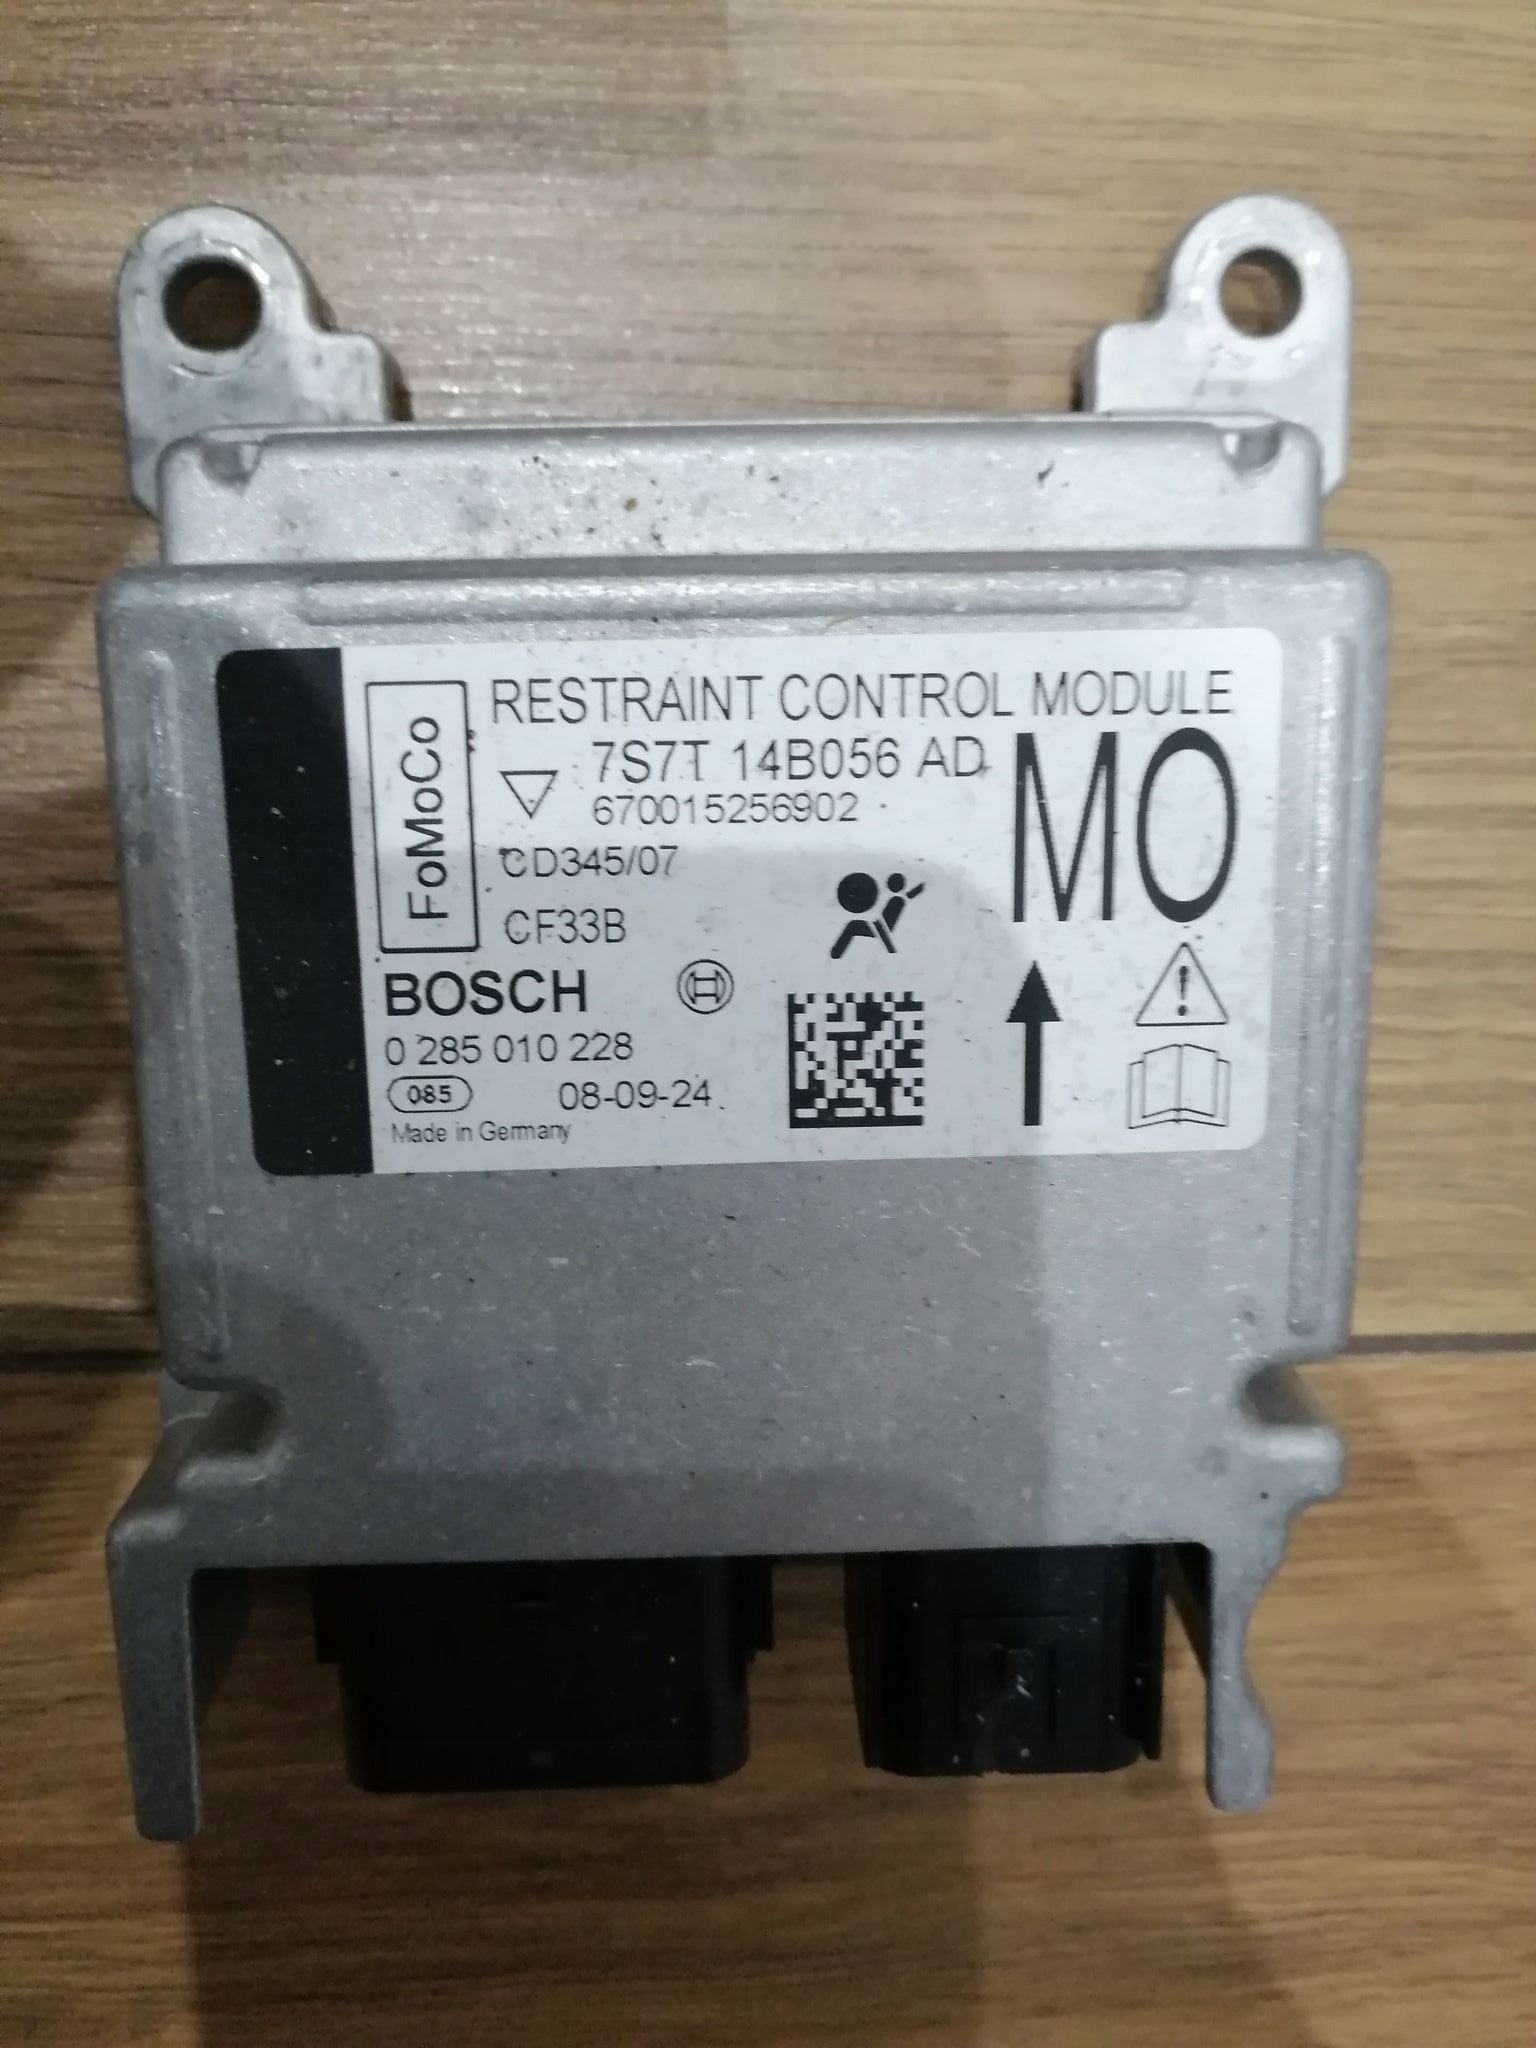 FoMoCo
RESTRAINT CONTROL MODULE
7S7T 14B056 AD
670015256902
MO
CD345/07
CF33B
BOSCH
0 285 010 228
085 08-09-24
Made in Germany